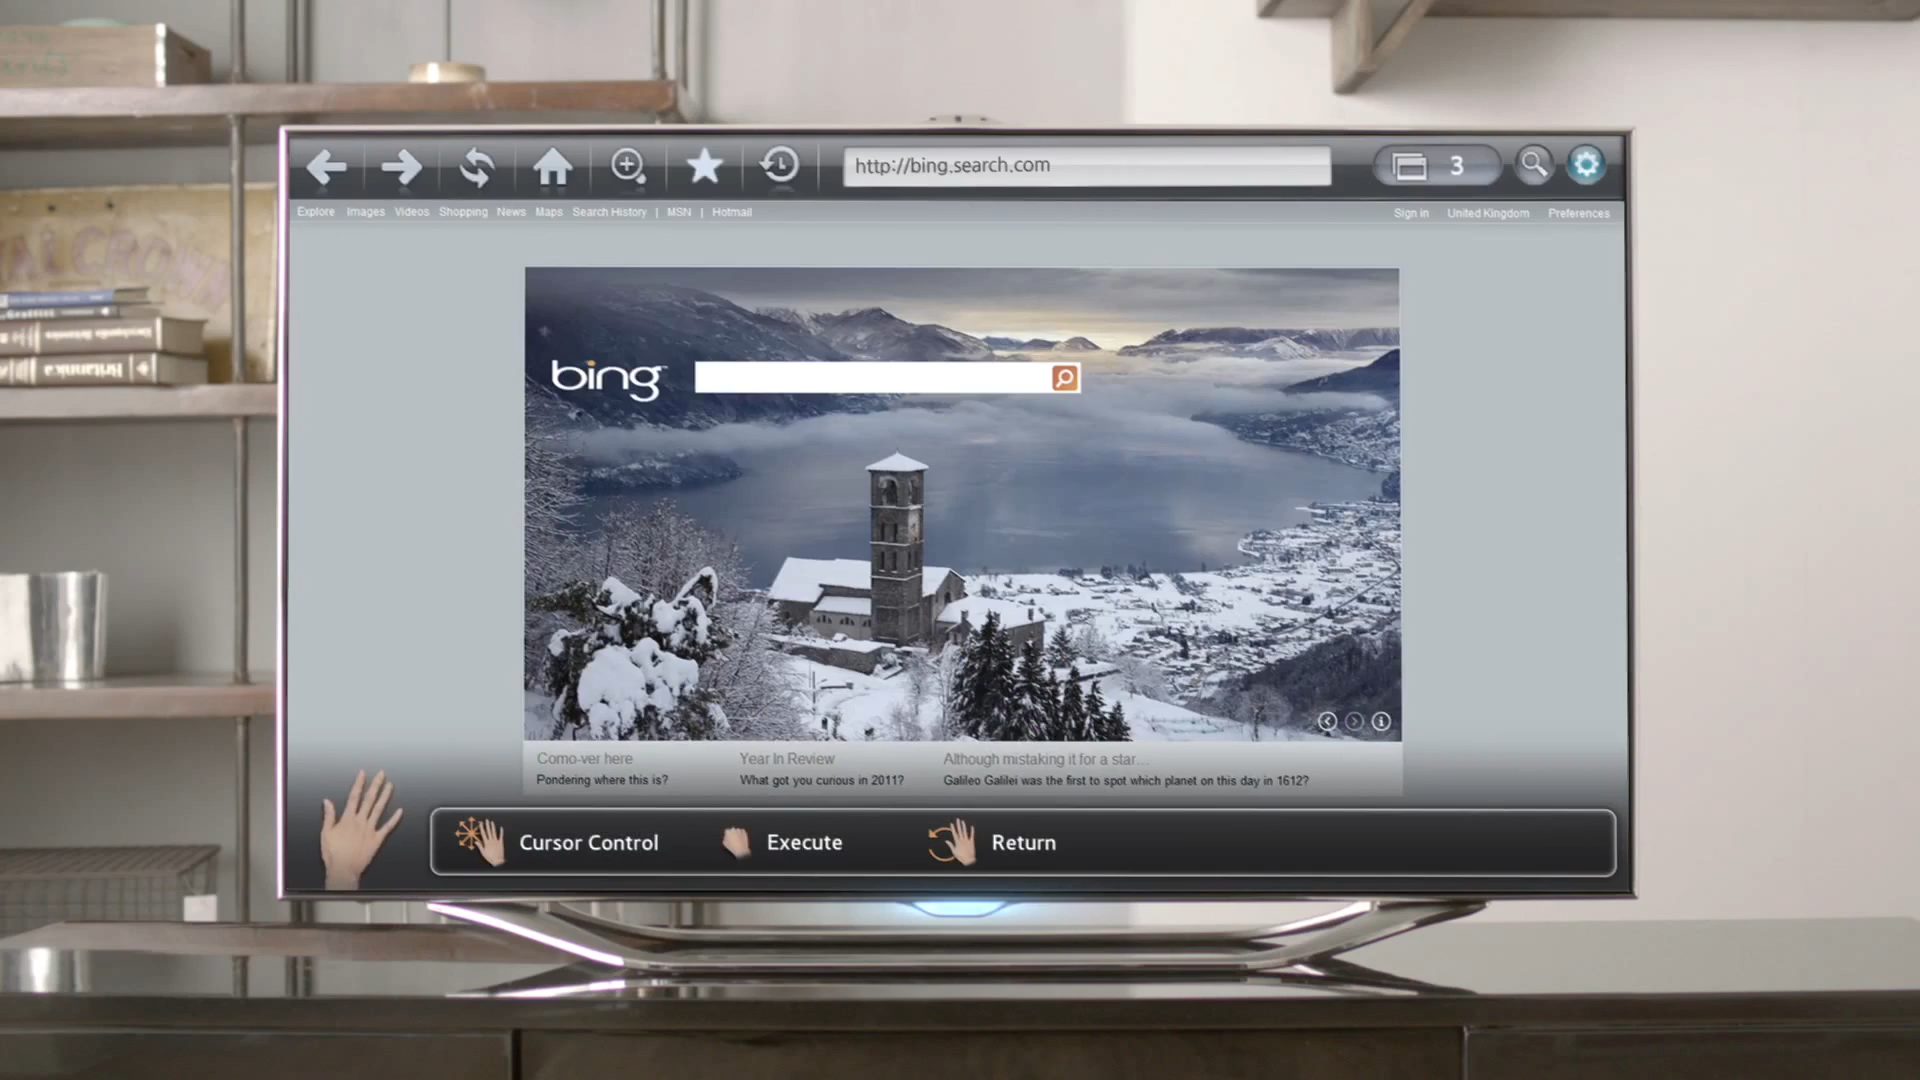 http://bing.search.com
3
Explore Images Videos Shopping News Maps Search History | MSN | Hotmail
Sign in United Kingdom Preferences
bing
Como-ver here
Pondering where this is?
Year In Review
What got you curious in 2011?
Although mistaking it for a star...
Galileo Galilei was the first to spot which planet on this day in 1612?
Cursor Control
Execute
Return
Britannica